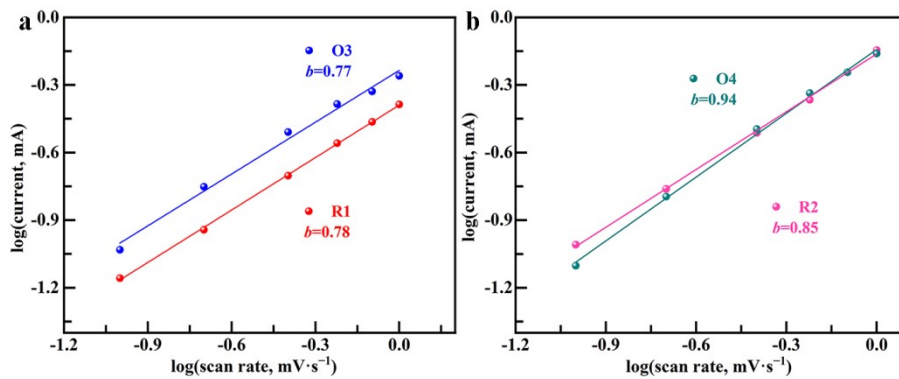 a
O3
b=0.77
R1
b=0.78
0.0
-0.3
-0.6
-0.9
-1.2
log(current, mA)
-1.2 -0.9 -0.6 -0.3 0.0
log(scan rate, mV·s⁻¹)
b
O4
b=0.94
R2
b=0.85
0.0
-0.3
-0.6
-0.9
-1.2
log(current, mA)
-1.2 -0.9 -0.6 -0.3 0.0
log(scan rate, mV·s⁻¹)